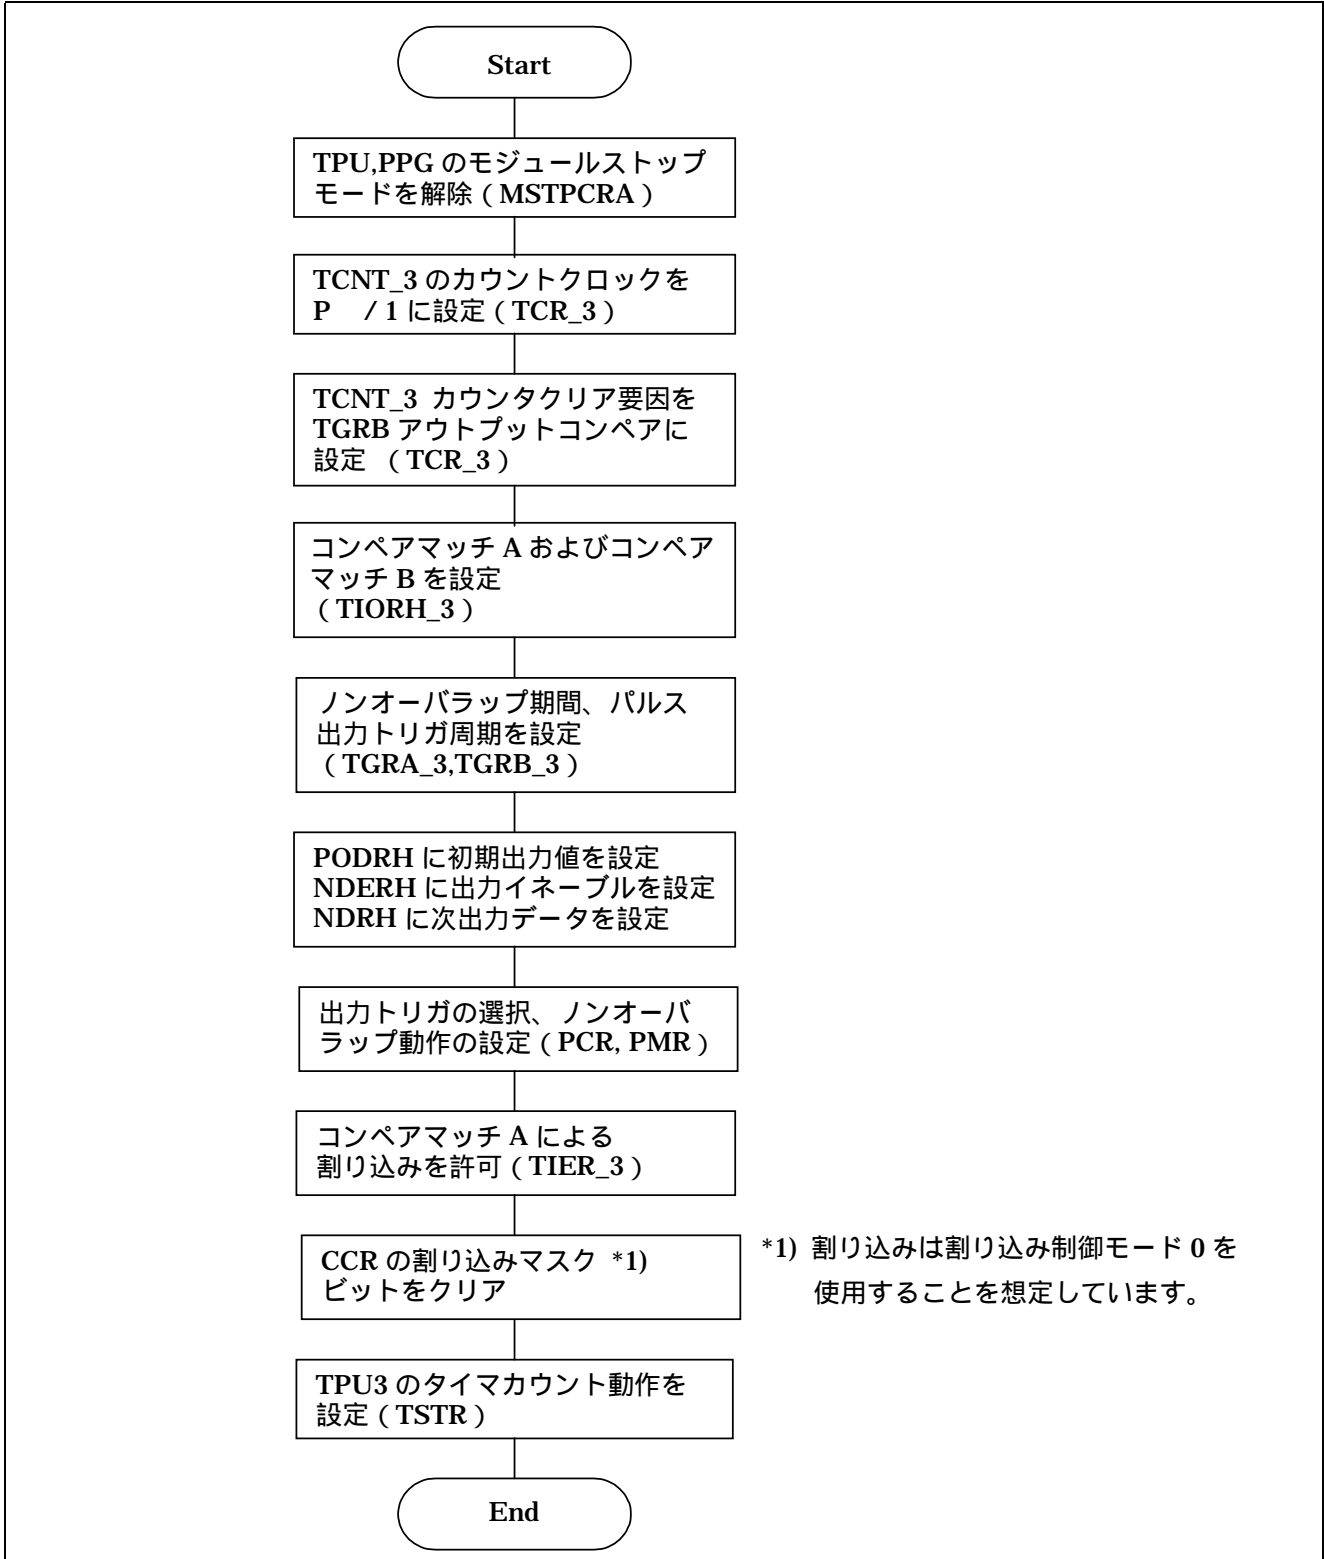 Start
TPU,PPG のモジュールストップ
モードを解除（MSTPCRA）
TCNT_3 のカウントクロックを
P　/ 1 に設定（TCR_3）
TCNT_3 カウンタクリア要因を
TGRB アウトプットコンペアに
設定 （TCR_3）
コンペアマッチ A およびコンペア
マッチ B を設定
（TIORH_3）
ノンオーバラップ期間、パルス
出力トリガ周期を設定
（TGRA_3,TGRB_3）
PODRH に初期出力値を設定
NDERH に出力イネーブルを設定
NDRH に次出力データを設定
出力トリガの選択、ノンオーバ
ラップ動作の設定（PCR, PMR）
コンペアマッチ A による
割り込みを許可（TIER_3）
CCR の割り込みマスク *1)
ビットをクリア
*1) 割り込みは割り込み制御モード 0 を
使用することを想定しています。
TPU3 のタイマカウント動作を
設定（TSTR）
End